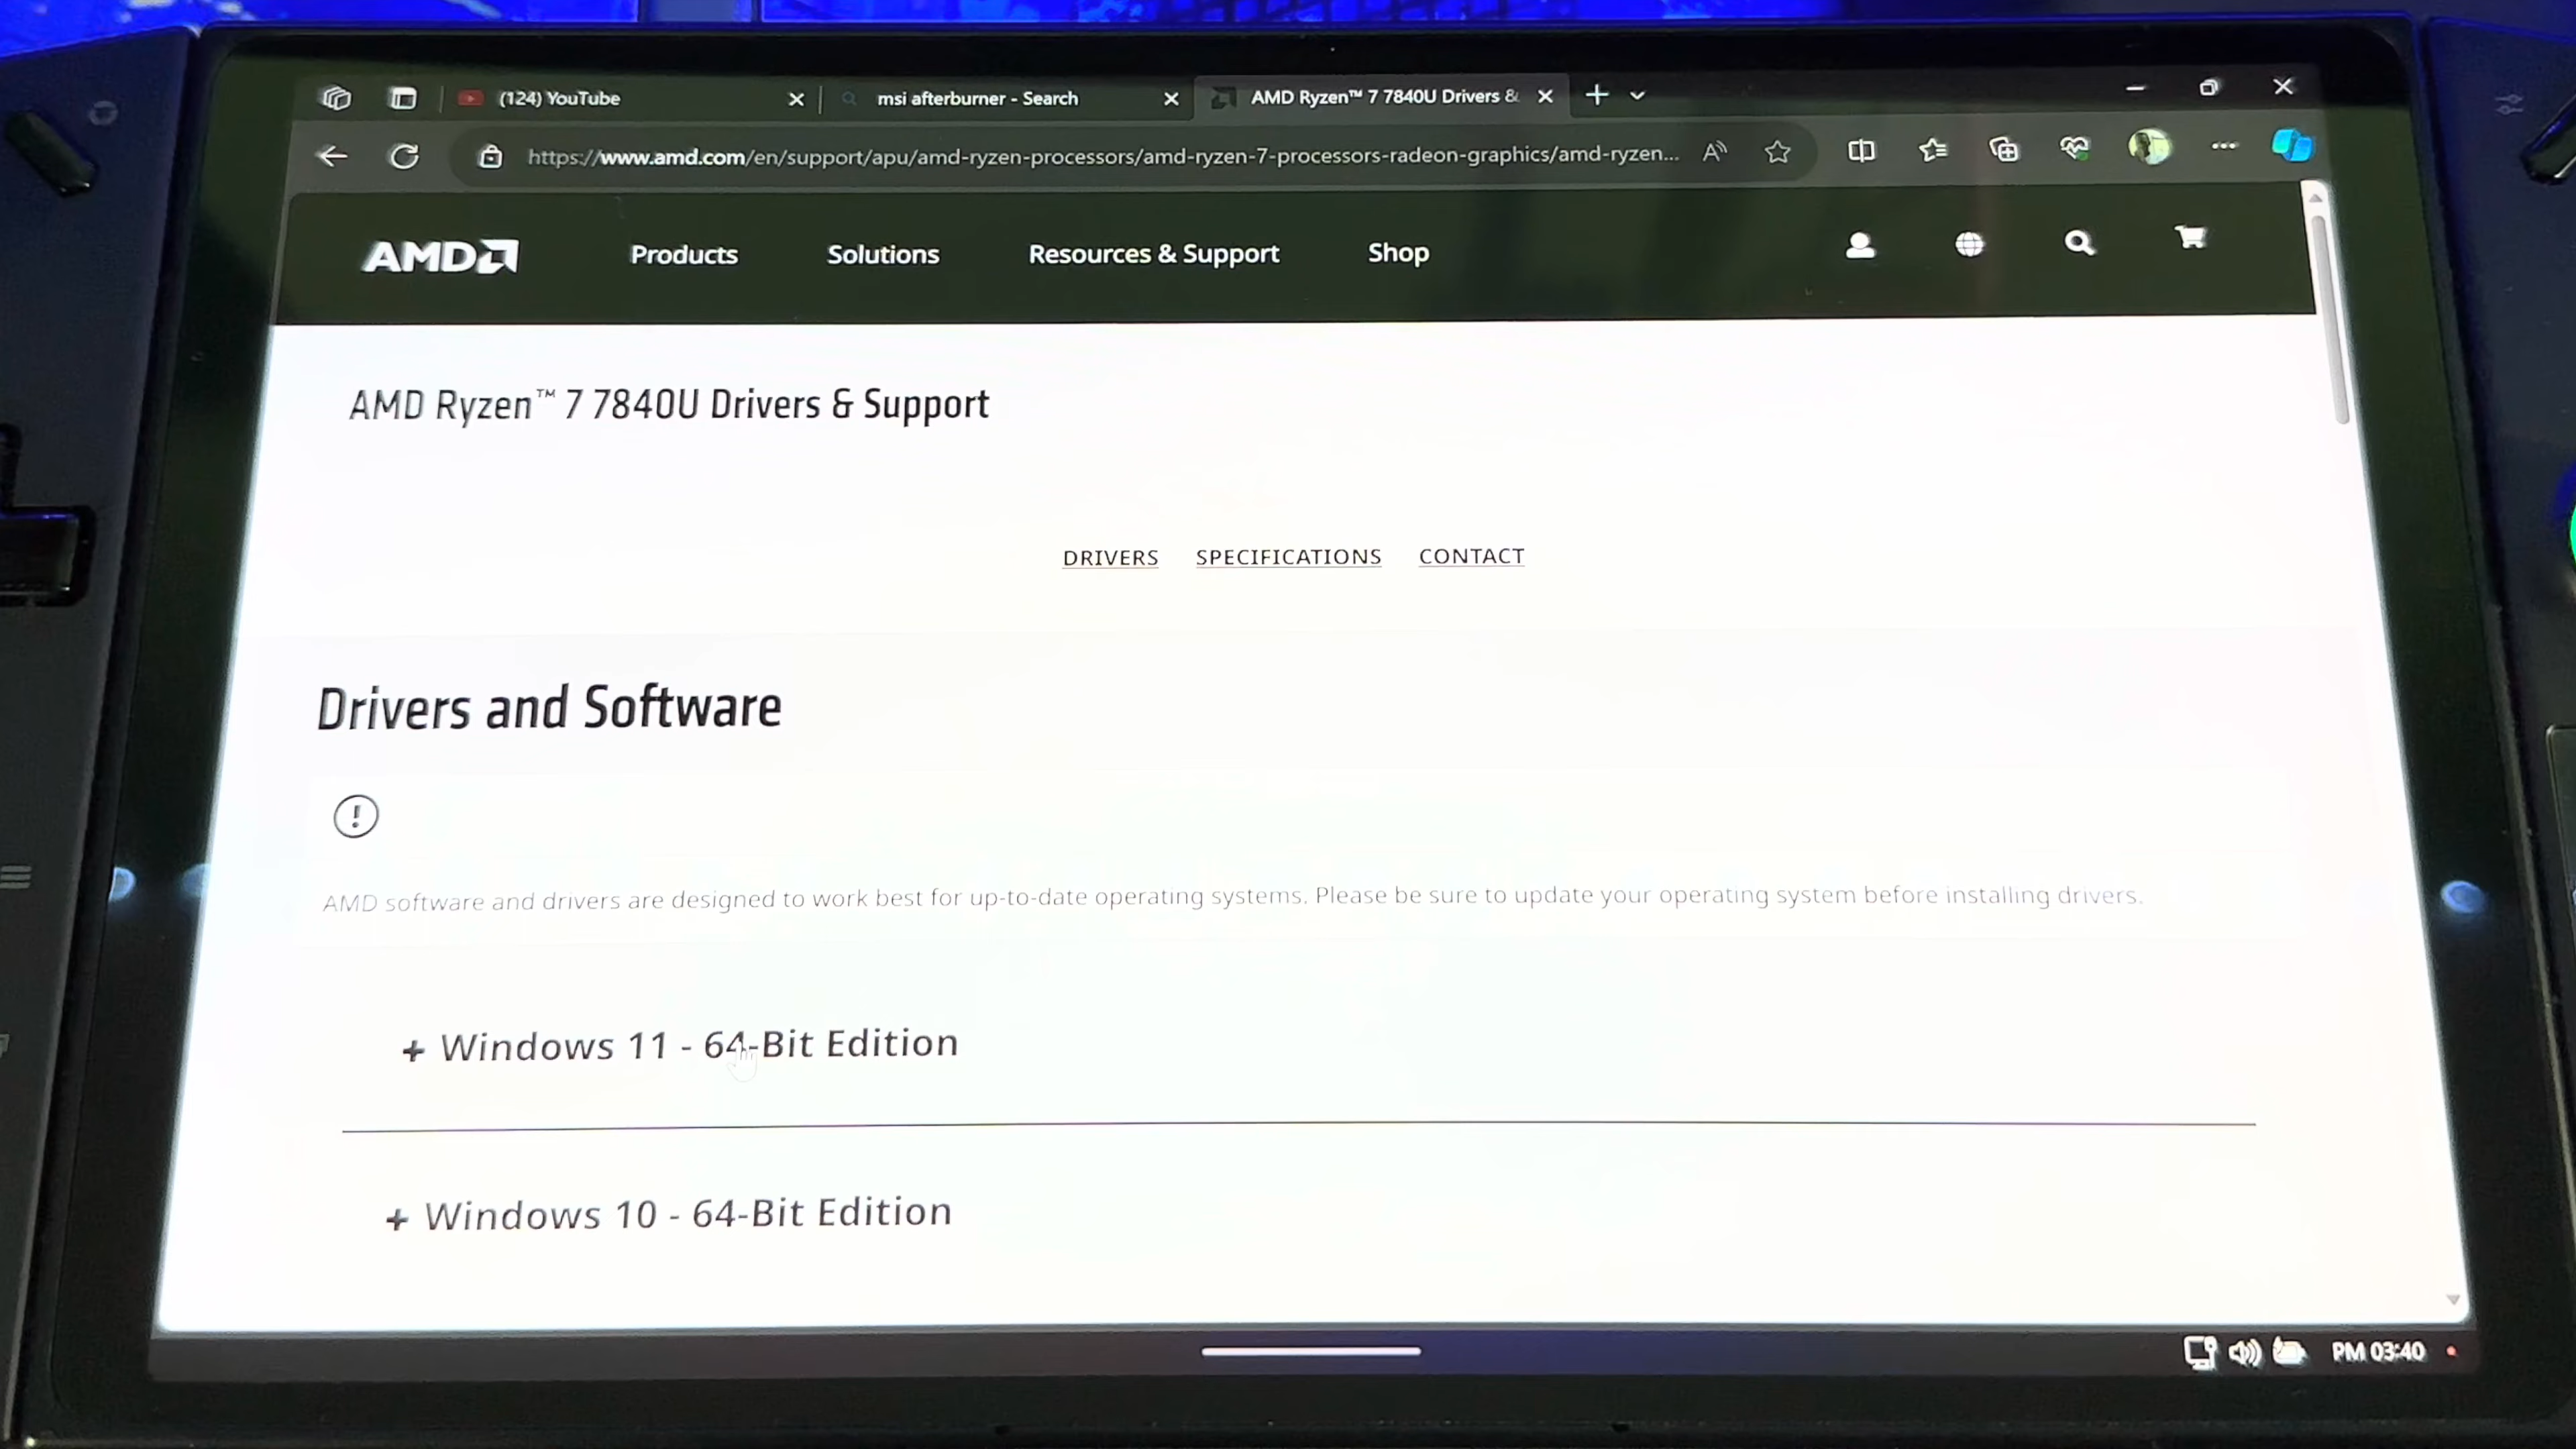 (124) YouTube
msi afterburner - Search
AMD Ryzen™ 7 7840U Drivers &
https://www.amd.com/en/support/apu/amd-ryzen-processors/amd-ryzen-7-processors-radeon-graphics/amd-ryzen...
AMD
Products
Solutions
Resources & Support
Shop
AMD Ryzen™ 7 7840U Drivers & Support
DRIVERS
SPECIFICATIONS
CONTACT
Drivers and Software
AMD software and drivers are designed to work best for up-to-date operating systems. Please be sure to update your operating system before installing drivers.
+ Windows 11 - 64-Bit Edition
+ Windows 10 - 64-Bit Edition
PM 03:40